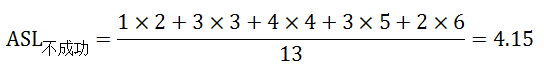 ASL不成功 = (1 × 2 + 3 × 3 + 4 × 4 + 3 × 5 + 2 × 6) / 13 = 4.15